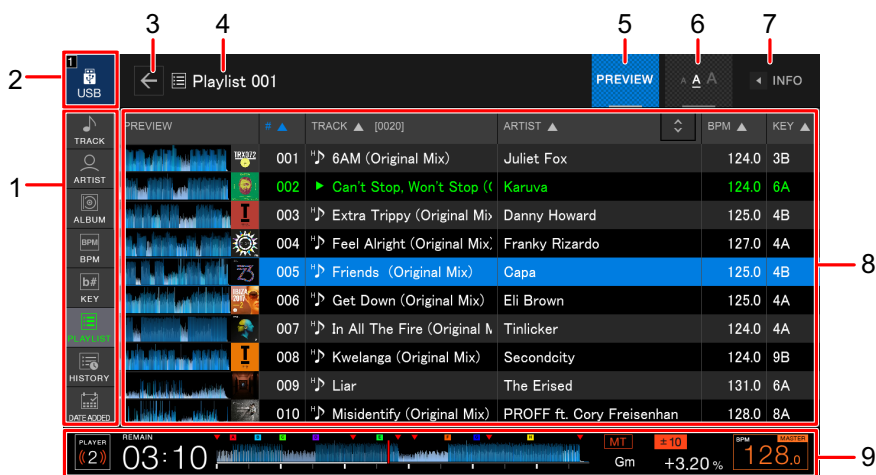 3 4 5 6 7
2 1 USB
Playlist 001
PREVIEW
A A A
INFO
1
TRACK
ARTIST
ALBUM
BPM
BPM
b#
KEY
PLAYLIST
HISTORY
DATE ADDED
PREVIEW # ▲ TRACK ▲ [0020] ARTIST ▲ BPM ▲ KEY ▲
001 6AM (Original Mix) Juliet Fox 124.0 3B
002 Can't Stop, Won't Stop (( Karuva 124.0 6A
003 Extra Trippy (Original Mix Danny Howard 125.0 4B
004 Feel Alright (Original Mix) Franky Rizardo 127.0 4A
005 Friends (Original Mix) Capa 125.0 4B
006 Get Down (Original Mix) Eli Brown 125.0 4A
007 In All The Fire (Original M Tinlicker 124.0 4A
008 Kwelanga (Original Mix) Secondcity 124.0 9B
009 Liar The Erised 131.0 6A
010 Misidentify (Original Mix) PROFF ft. Cory Freisenhan 128.0 8A
8
PLAYER
2
REMAIN
03:10
MT ±10
Gm +3.20 %
BPM MASTER
128.0
9